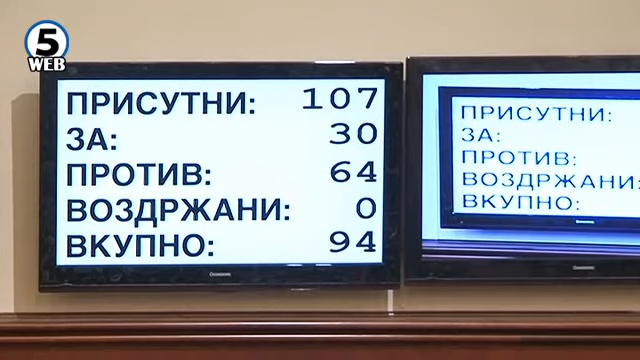 5
WEB
ПРИСУТНИ: 107
ЗА: 30
ПРОТИВ: 64
ВОЗДРЖАНИ: 0
ВКУПНО: 94
ПРИСУТНИ:
ЗА:
ПРОТИВ:
ВОЗДРЖАНИ:
ВКУПНО: